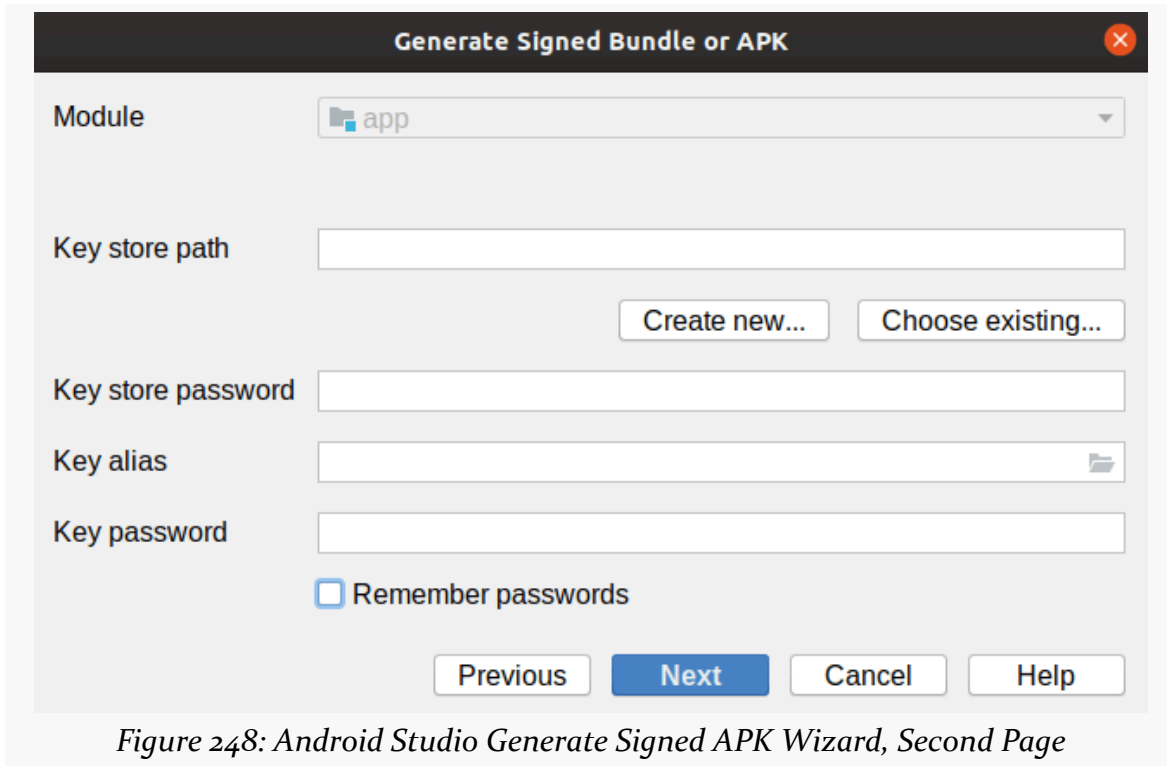 Generate Signed Bundle or APK
Module
app
Key store path
Create new... Choose existing...
Key store password
Key alias
Key password
Remember passwords
Previous Next Cancel Help
Figure 248: Android Studio Generate Signed APK Wizard, Second Page